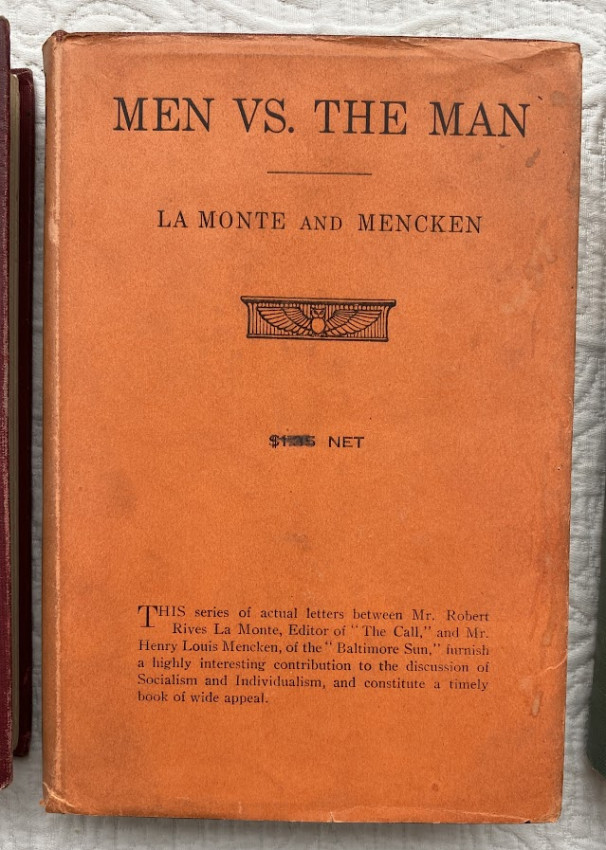 MEN VS. THE MAN
LA MONTE AND MENCKEN
NET
THIS series of actual letters between Mr. Robert
Rives La Monte, Editor of "The Call," and Mr.
Henry Louis Mencken, of the "Baltimore Sun," furnish
a highly interesting contribution to the discussion of
Socialism and Individualism, and constitute a timely
book of wide appeal.